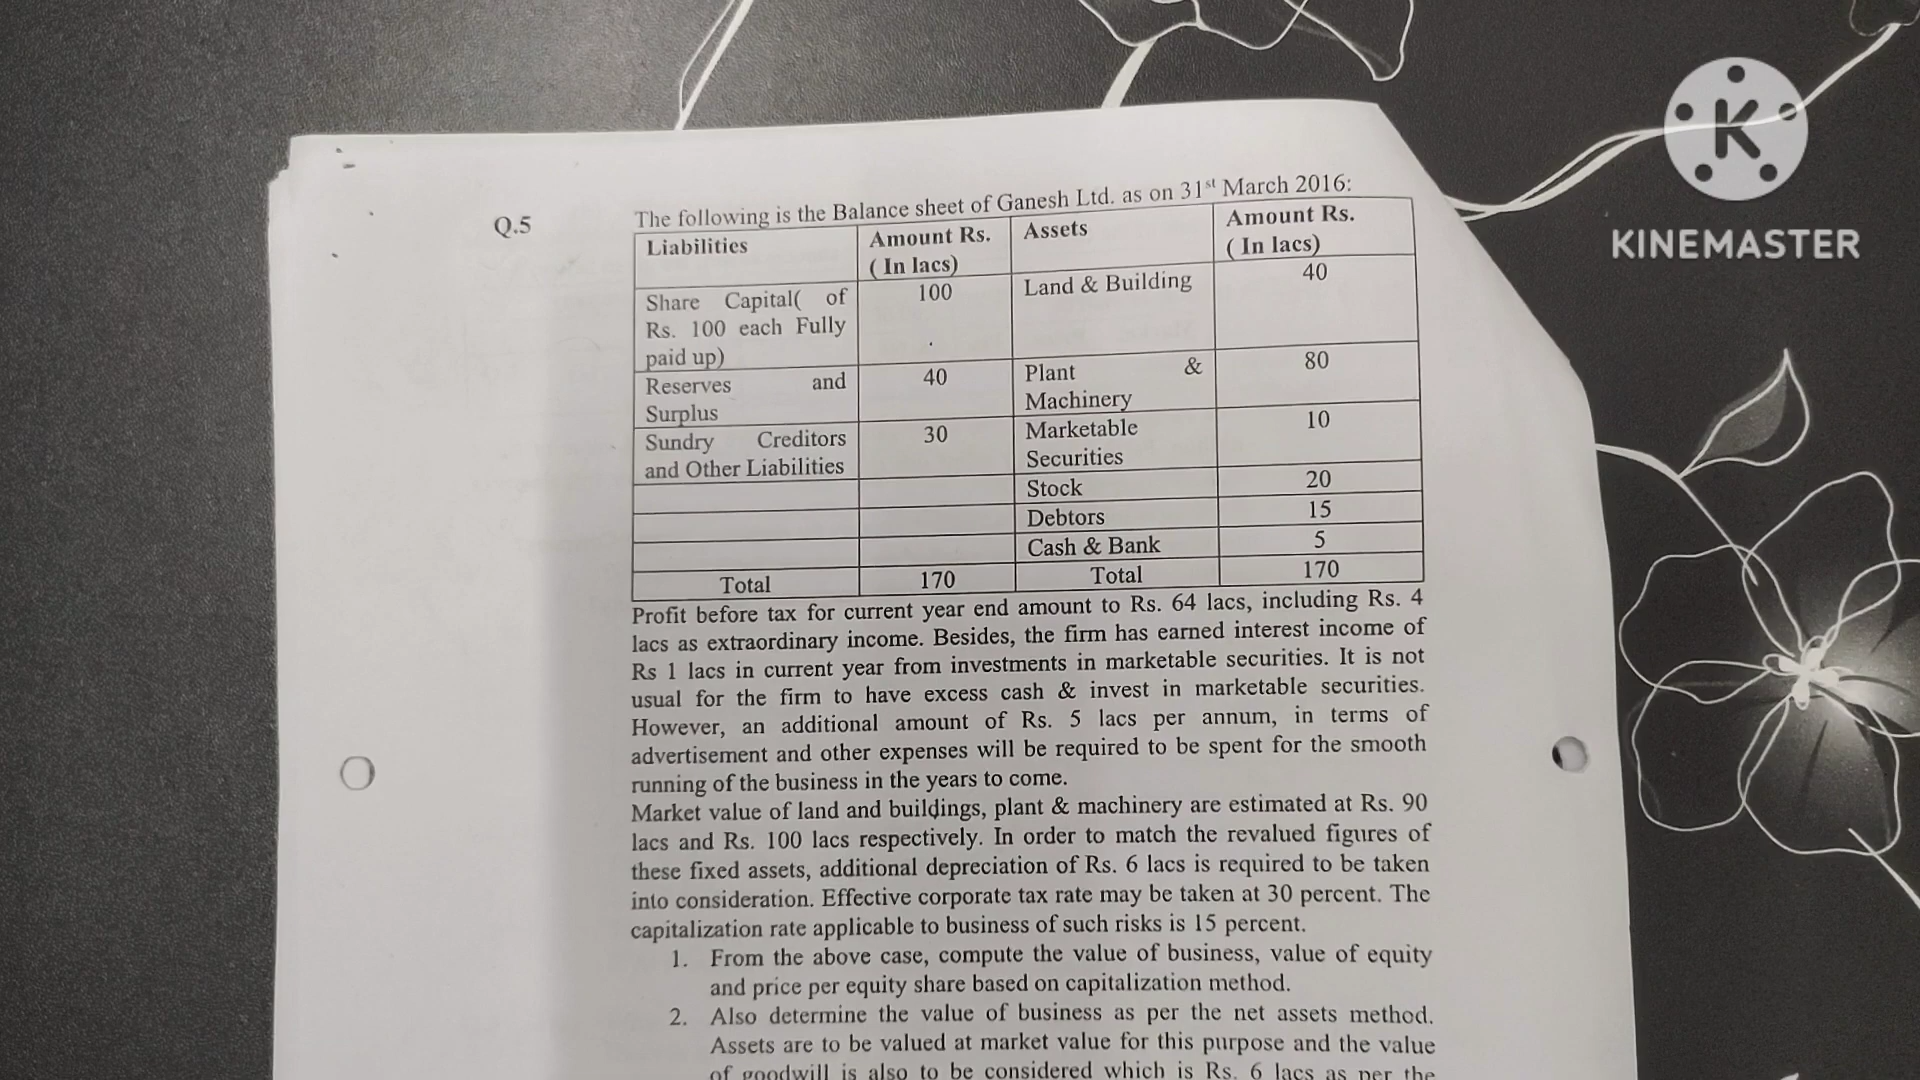 KINEMASTER
Q.5 The following is the Balance sheet of Ganesh Ltd. as on 31st March 2016:
Liabilities Amount Rs. ( In lacs) Assets Amount Rs. ( In lacs)
Share Capital( of Rs. 100 each Fully paid up) 100 Land & Building 40
Reserves and Surplus 40 Plant & Machinery 80
Sundry Creditors and Other Liabilities 30 Marketable Securities 10
Stock 20
Debtors 15
Cash & Bank 5
Total 170 Total 170
Profit before tax for current year end amount to Rs. 64 lacs, including Rs. 4
lacs as extraordinary income. Besides, the firm has earned interest income of
Rs 1 lacs in current year from investments in marketable securities. It is not
usual for the firm to have excess cash & invest in marketable securities.
However, an additional amount of Rs. 5 lacs per annum, in terms of
advertisement and other expenses will be required to be spent for the smooth
running of the business in the years to come.
Market value of land and buildings, plant & machinery are estimated at Rs. 90
lacs and Rs. 100 lacs respectively. In order to match the revalued figures of
these fixed assets, additional depreciation of Rs. 6 lacs is required to be taken
into consideration. Effective corporate tax rate may be taken at 30 percent. The
capitalization rate applicable to business of such risks is 15 percent.
1. From the above case, compute the value of business, value of equity
and price per equity share based on capitalization method.
2. Also determine the value of business as per the net assets method.
Assets are to be valued at market value for this purpose and the value
of goodwill is also to be considered which is Rs. 6 lacs as per the